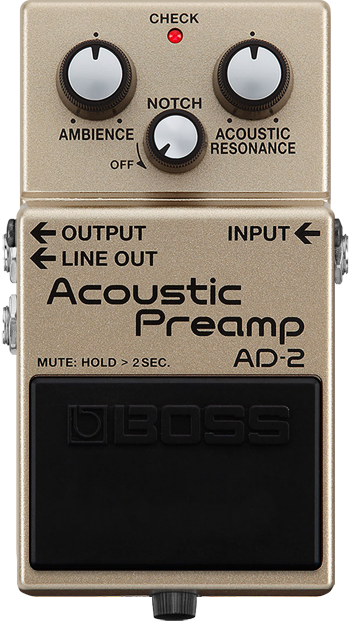 CHECK
NOTCH
AMBIENCE
ACOUSTIC
RESONANCE
OFF
OUTPUT
INPUT
LINE OUT
Acoustic
Preamp
MUTE: HOLD > 2 SEC.
AD-2
BOSS